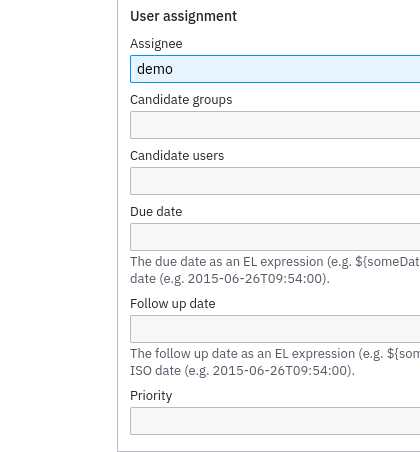 User assignment
Assignee
demo
Candidate groups
Candidate users
Due date
The due date as an EL expression (e.g. ${someDat
date (e.g. 2015-06-26T09:54:00).
Follow up date
The follow up date as an EL expression (e.g. ${som
ISO date (e.g. 2015-06-26T09:54:00).
Priority